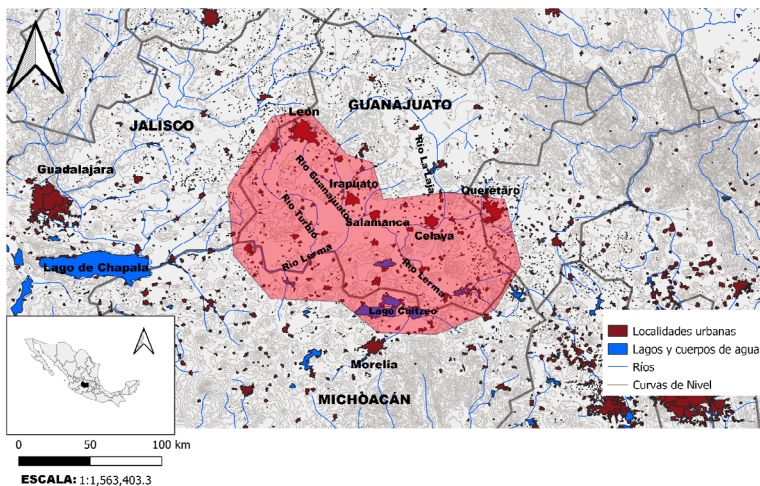 GUANAJUATO
León
JALISCO
Guadalajara
Río La Laja
Río Guanajuato
Irapuato
Querétaro
Río Turbio
Salamanca
Celaya
Río Lerma
Río Lerma
Lago de Chapala
Lago Cuitzeo
Morelia
MICHOACÁN
Localidades urbanas
Lagos y cuerpos de agua
Ríos
Curvas de Nivel
0 50 100 km
ESCALA: 1:1,563,403.3